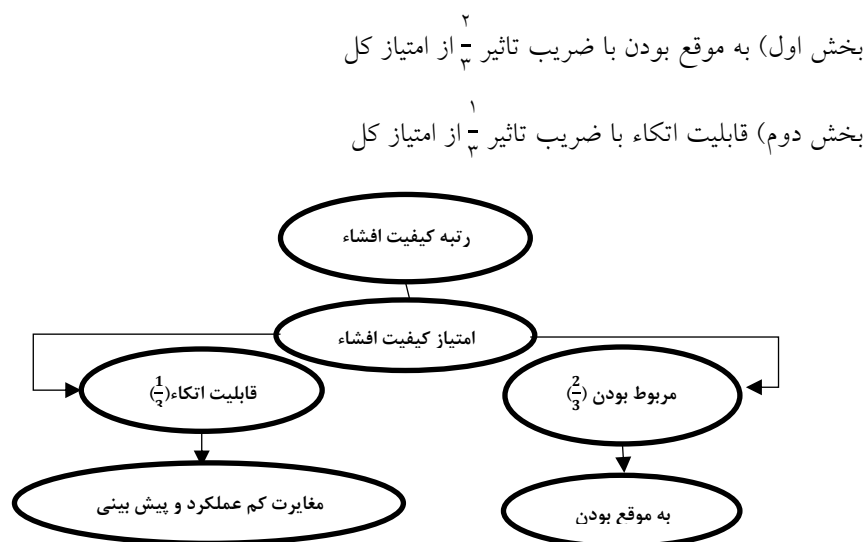 بخش اول) به موقع بودن با ضریب تاثیر ۲/۳ از امتیاز کل
بخش دوم) قابلیت اتکاء با ضریب تاثیر ۱/۳ از امتیاز کل
رتبه کیفیت افشاء
امتیاز کیفیت افشاء
مربوط بودن (2/3)
قابلیت اتکاء(1/3)
به موقع بودن
مغایرت کم عملکرد و پیش بینی